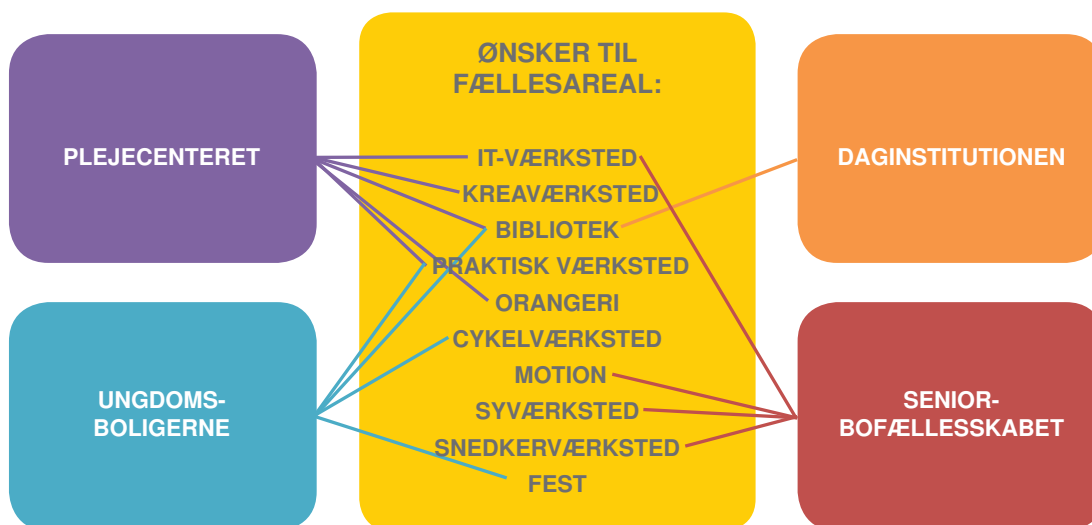 PLEJECENTERET
UNGDOMS-
BOLIGERNE
ØNSKER TIL
FÆLLESAREAL:
IT-VÆRKSTED
KREAVÆRKSTED
BIBLIOTEK
PRAKTISK VÆRKSTED
ORANGERI
CYKELVÆRKSTED
MOTION
SYVÆRKSTED
SNEDKERVÆRKSTED
FEST
DAGINSTITUTIONEN
SENIOR-
BOFÆLLESSKABET